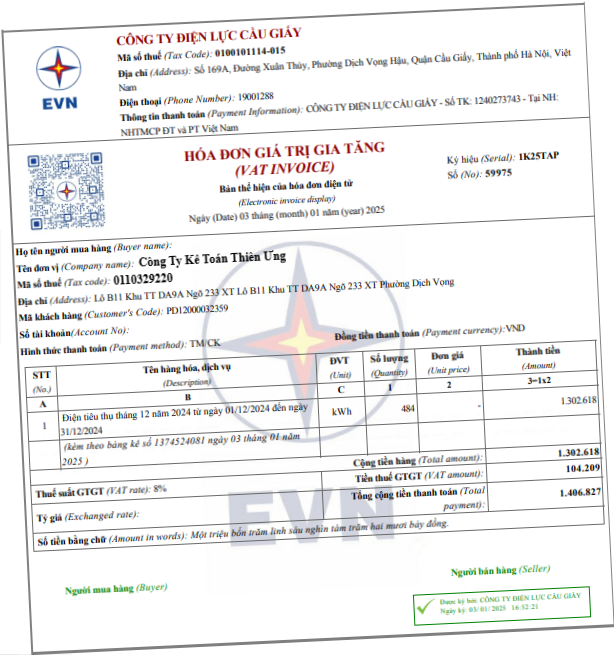 CÔNG TY ĐIỆN LỰC CẦU GIẤY
Mã số thuế (Tax Code): 0100101114-015
Địa chỉ (Address): Số 169A, Đường Xuân Thủy, Phường Dịch Vọng Hậu, Quận Cầu Giấy, Thành phố Hà Nội, Việt
Nam
Điện thoại (Phone Number): 19001288
Thông tin thanh toán (Payment Information): CÔNG TY ĐIỆN LỰC CẦU GIẤY - Số TK: 1240273743 - Tại NH:
NHTMCP ĐT và PT Việt Nam
EVN
HÓA ĐƠN GIÁ TRỊ GIA TĂNG
(VAT INVOICE)
Bản thể hiện của hóa đơn điện tử
(Electronic invoice display)
Ngày (Date) 03 tháng (month) 01 năm (year) 2025
Ký hiệu (Serial): 1K25TAP
Số (No): 59975
Họ tên người mua hàng (Buyer name):
Tên đơn vị (Company name): Công Ty Kế Toán Thiên Ưng
Mã số thuế (Tax code): 0110329220
Địa chỉ (Address): Lô B11 Khu TT DA9A Ngõ 233 XT Lô B11 Khu TT DA9A Ngõ 233 XT Phường Dịch Vọng
Mã khách hàng (Customer's Code): PD12000032359
Số tài khoản(Account No):
Hình thức thanh toán (Payment method): TM/CK
Đồng tiền thanh toán (Payment currency):VND
STT (No.) Tên hàng hóa, dịch vụ (Description) ĐVT (Unit) Số lượng (Quantity) Đơn giá (Unit price) Thành tiền (Amount)
A B C 1 2 3=1x2
1 Điện tiêu thụ tháng 12 năm 2024 từ ngày 01/12/2024 đến ngày kWh 484 - 1.302.618
31/12/2024
(kèm theo bảng kê số 1374524081 ngày 03 tháng 01 năm
2025 )
Cộng tiền hàng (Total amount): 1.302.618
Thuế suất GTGT (VAT rate): 8% Tiền thuế GTGT (VAT amount): 104.209
Tỷ giá (Exchanged rate): Tổng cộng tiền thanh toán (Total payment): 1.406.827
Số tiền bằng chữ (Amount in words): Một triệu bốn trăm linh sáu nghìn tám trăm hai mươi bảy đồng.
EVN
Người mua hàng (Buyer)
Người bán hàng (Seller)
Được ký bởi: CÔNG TY ĐIỆN LỰC CẦU GIẤY
Ngày ký: 03/01/2025 16:52:21